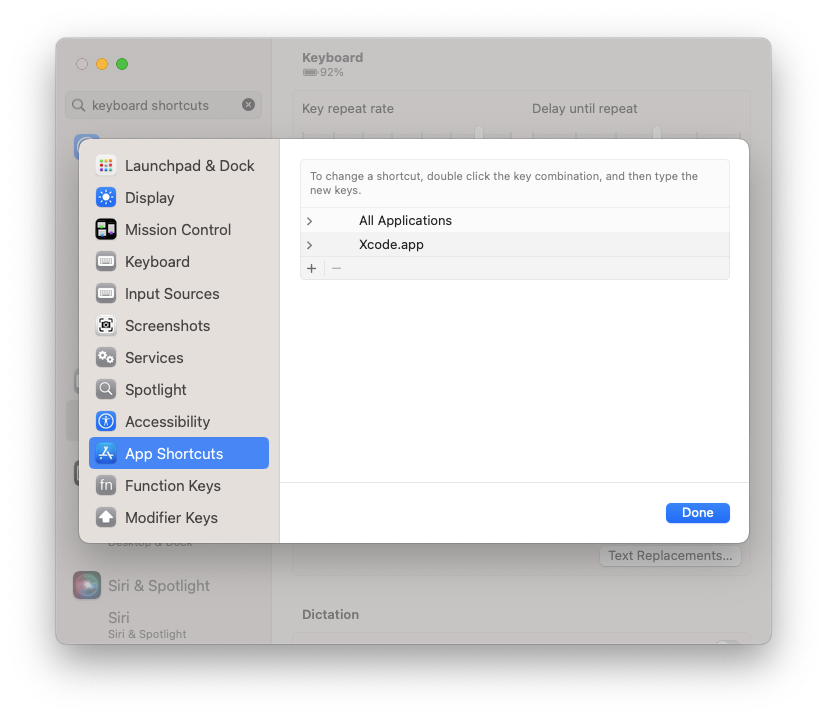 Keyboard
92%
keyboard shortcuts
Key repeat rate
Delay until repeat
Launchpad & Dock
Display
Mission Control
Keyboard
Input Sources
Screenshots
Services
Spotlight
Accessibility
App Shortcuts
Function Keys
Modifier Keys
To change a shortcut, double click the key combination, and then type the
new keys.
All Applications
Xcode.app
Done
Desktop & Dock
Text Replacements...
Siri & Spotlight
Siri
Siri & Spotlight
Dictation